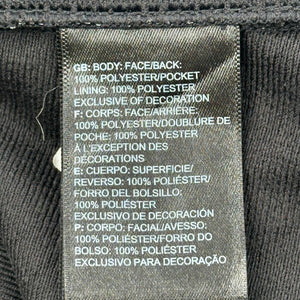 GB: BODY: FACE/BACK:
100% POLYESTER/POCKET
LINING: 100% POLYESTER
EXCLUSIVE OF DECORATION
F: CORPS: FACE/ARRIÈRE:
100% POLYESTER/DOUBLURE DE
POCHE: 100% POLYESTER
À L'EXCEPTION DES
DÉCORATIONS
E: CUERPO: SUPERFICIE/
REVERSO: 100% POLIÉSTER/
FORRO DEL BOLSILLO: 100%
POLIÉSTER
EXCLUSIVO DE DECORACIÓN
P: CORPO: FACIAL/AVESSO:
100% POLIÉSTER/FORRO DO
BOLSO: 100% POLIÉSTER
EXCLUSIVO PARA DECORAÇÃO